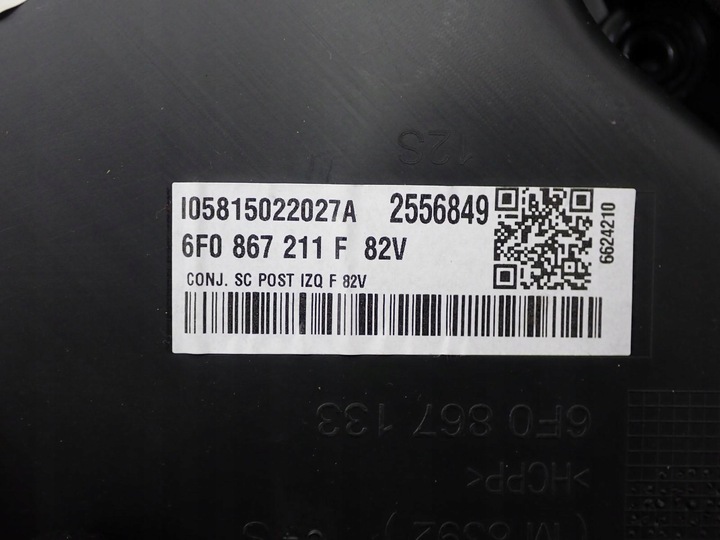 12S
I05815022027A 2556849
6F0 867 211 F 82V
CONJ. SC POST IZQ F 82V
6624210
6F0 867 133
>HCPP<